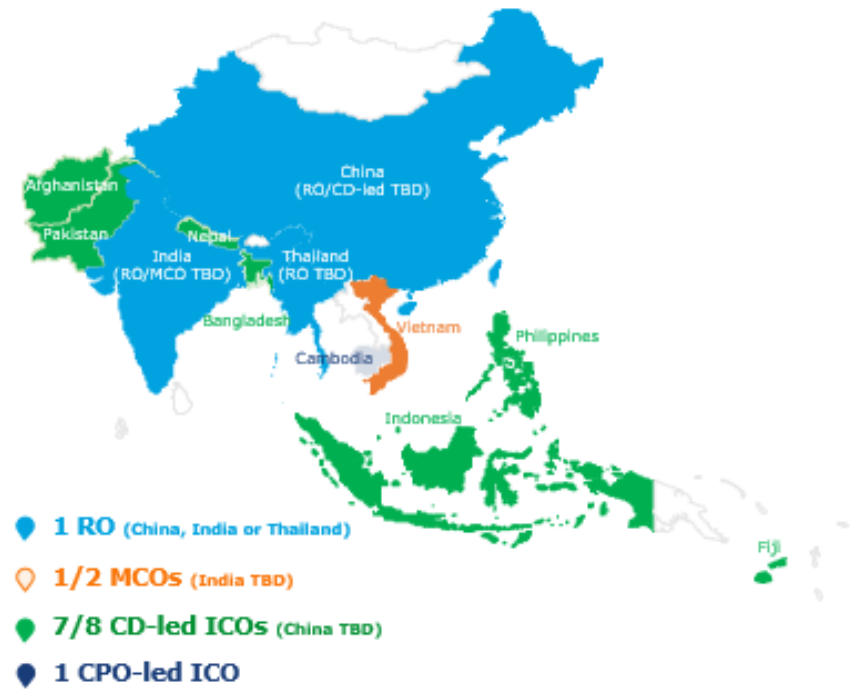 China
(RO/CD-led TBD)
Afghanistan
Pakistan
Nepal
India
(RO/MCO TBD)
Thailand
(RO TBD)
Bangladesh
Vietnam
Cambodia
Philippines
Indonesia
Fiji
1 RO (China, India or Thailand)
1/2 MCOs (India TBD)
7/8 CD-led ICOs (China TBD)
1 CPO-led ICO